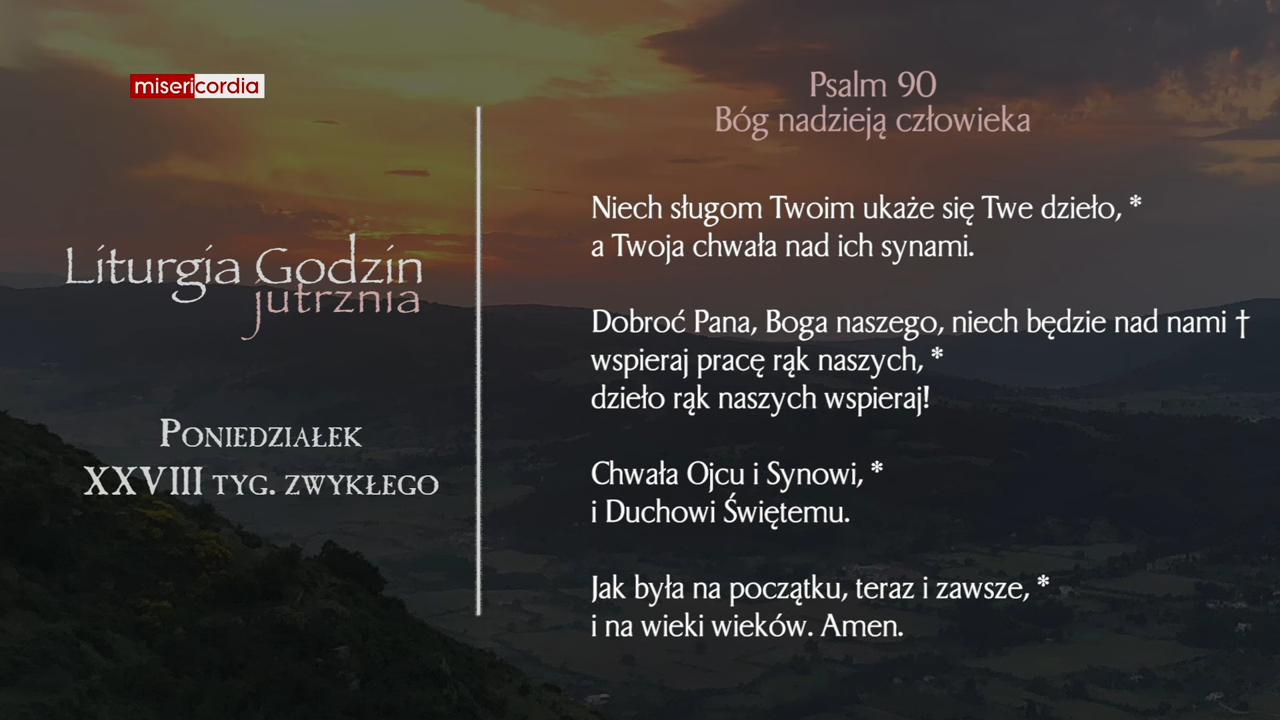 misericordia
Liturgia Godzin
jutrznia
Poniedziałek
XXVIII tyg. zwykłego
Psalm 90
Bóg nadzieją człowieka
Niech sługom Twoim ukaże się Twe dzieło, *
a Twoja chwała nad ich synami.
Dobroć Pana, Boga naszego, niech będzie nad nami †
wspieraj pracę rąk naszych, *
dzieło rąk naszych wspieraj!
Chwała Ojcu i Synowi, *
i Duchowi Świętemu.
Jak była na początku, teraz i zawsze, *
i na wieki wieków. Amen.